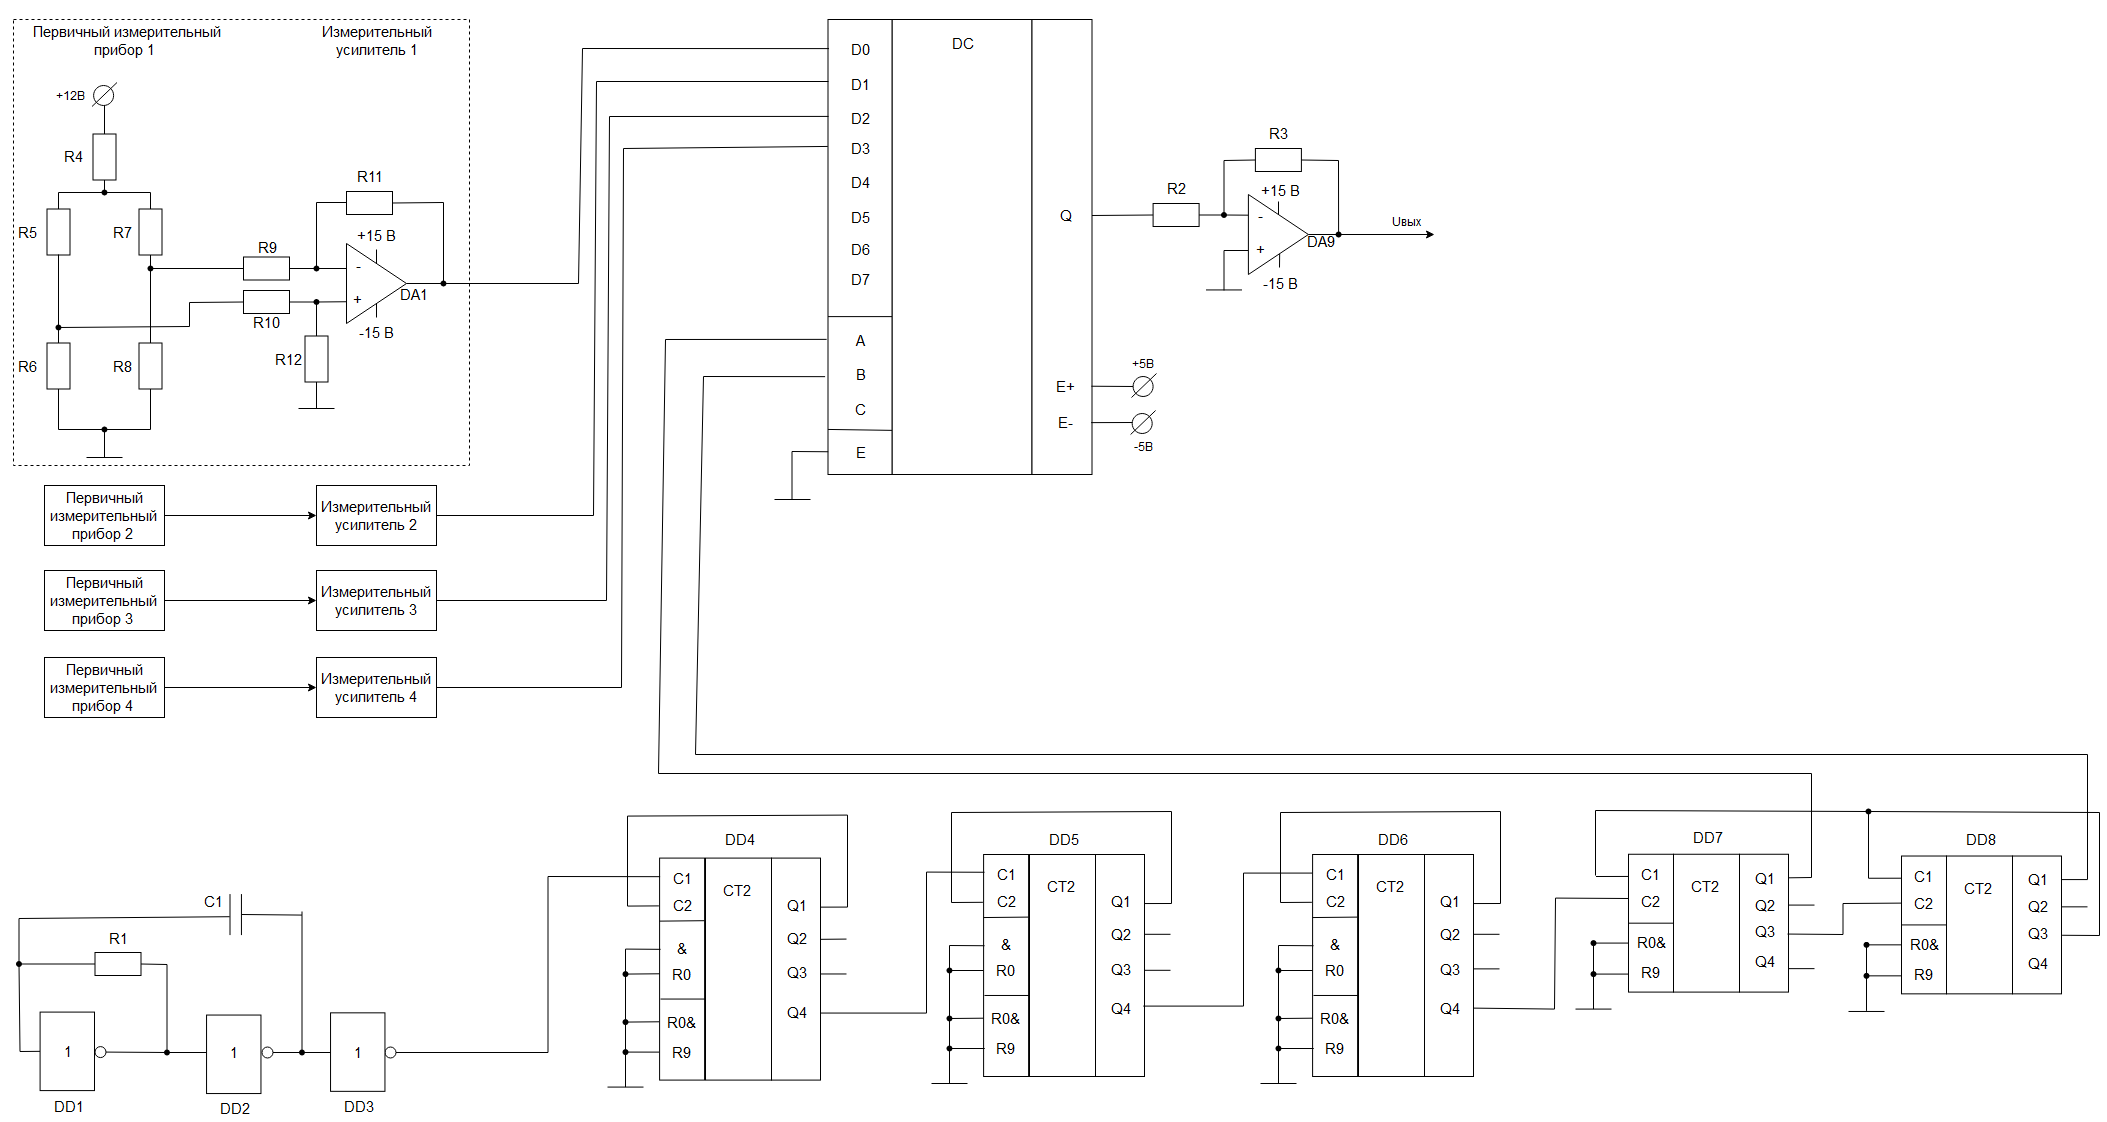 Первичный измерительный
прибор 1
Измерительный
усилитель 1
+12В
R4
R5
R7
R6
R8
R9
R10
R11
R12
+15 В
-
+
DA1
-15 В
Первичный
измерительный
прибор 2
Измерительный
усилитель 2
Первичный
измерительный
прибор 3
Измерительный
усилитель 3
Первичный
измерительный
прибор 4
Измерительный
усилитель 4
DC
D0
D1
D2
D3
D4
D5
D6
D7
A
B
C
E
Q
E+
E-
+5В
-5В
R2
R3
+15 В
-
+
DA9
-15 В
Uвых
C1
R1
1
DD1
1
DD2
1
DD3
DD4
C1
C2
&
R0
R0&
R9
CT2
Q1
Q2
Q3
Q4
DD5
C1
C2
&
R0
R0&
R9
CT2
Q1
Q2
Q3
Q4
DD6
C1
C2
&
R0
R0&
R9
CT2
Q1
Q2
Q3
Q4
DD7
C1
C2
R0&
R9
CT2
Q1
Q2
Q3
Q4
DD8
C1
C2
R0&
R9
CT2
Q1
Q2
Q3
Q4